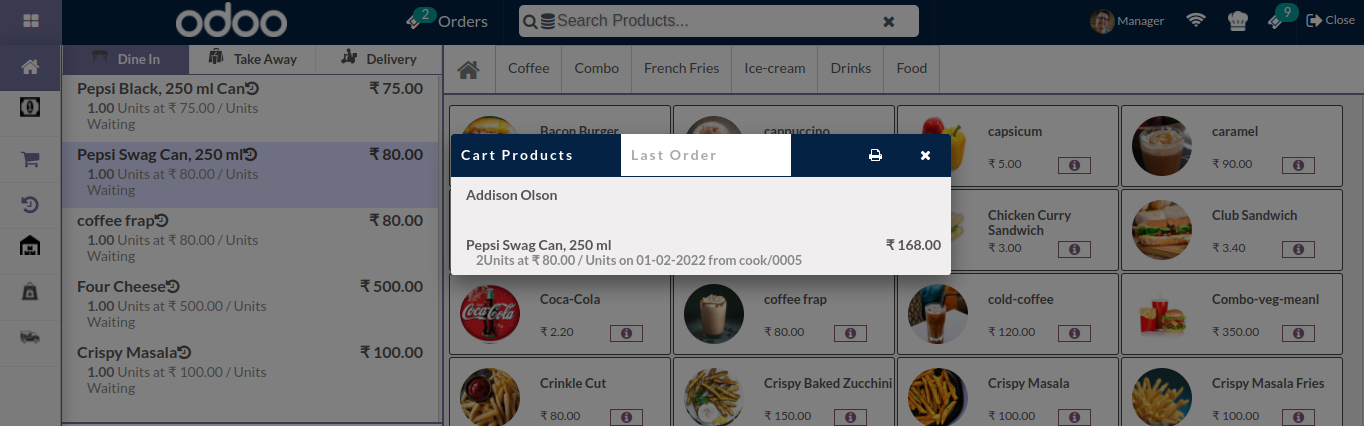 odoo
2
Orders
Search Products...
Manager
9
Close
Dine In
Take Away
Delivery
Coffee
Combo
French Fries
Ice-cream
Drinks
Food
Pepsi Black, 250 ml Can
₹ 75.00
1.00 Units at ₹ 75.00 / Units
Waiting
Pepsi Swag Can, 250 ml
₹ 80.00
1.00 Units at ₹ 80.00 / Units
Waiting
coffee frap
₹ 80.00
1.00 Units at ₹ 80.00 / Units
Waiting
Four Cheese
₹ 500.00
1.00 Units at ₹ 500.00 / Units
Waiting
Crispy Masala
₹ 100.00
1.00 Units at ₹ 100.00 / Units
Waiting
Cart Products
Last Order
Addison Olson
Pepsi Swag Can, 250 ml
₹ 168.00
2Units at ₹ 80.00 / Units on 01-02-2022 from cook/0005
Bacon Burger
cappuccino
capsicum
₹ 5.00
caramel
₹ 90.00
Chicken Curry
Sandwich
₹ 3.00
Club Sandwich
₹ 3.40
Coca-Cola
₹ 2.20
coffee frap
₹ 80.00
cold-coffee
₹ 120.00
Combo-veg-meanl
₹ 350.00
Crinkle Cut
₹ 80.00
Crispy Baked Zucchini
₹ 150.00
Crispy Masala
₹ 100.00
Crispy Masala Fries
₹ 100.00
Coca-Cola